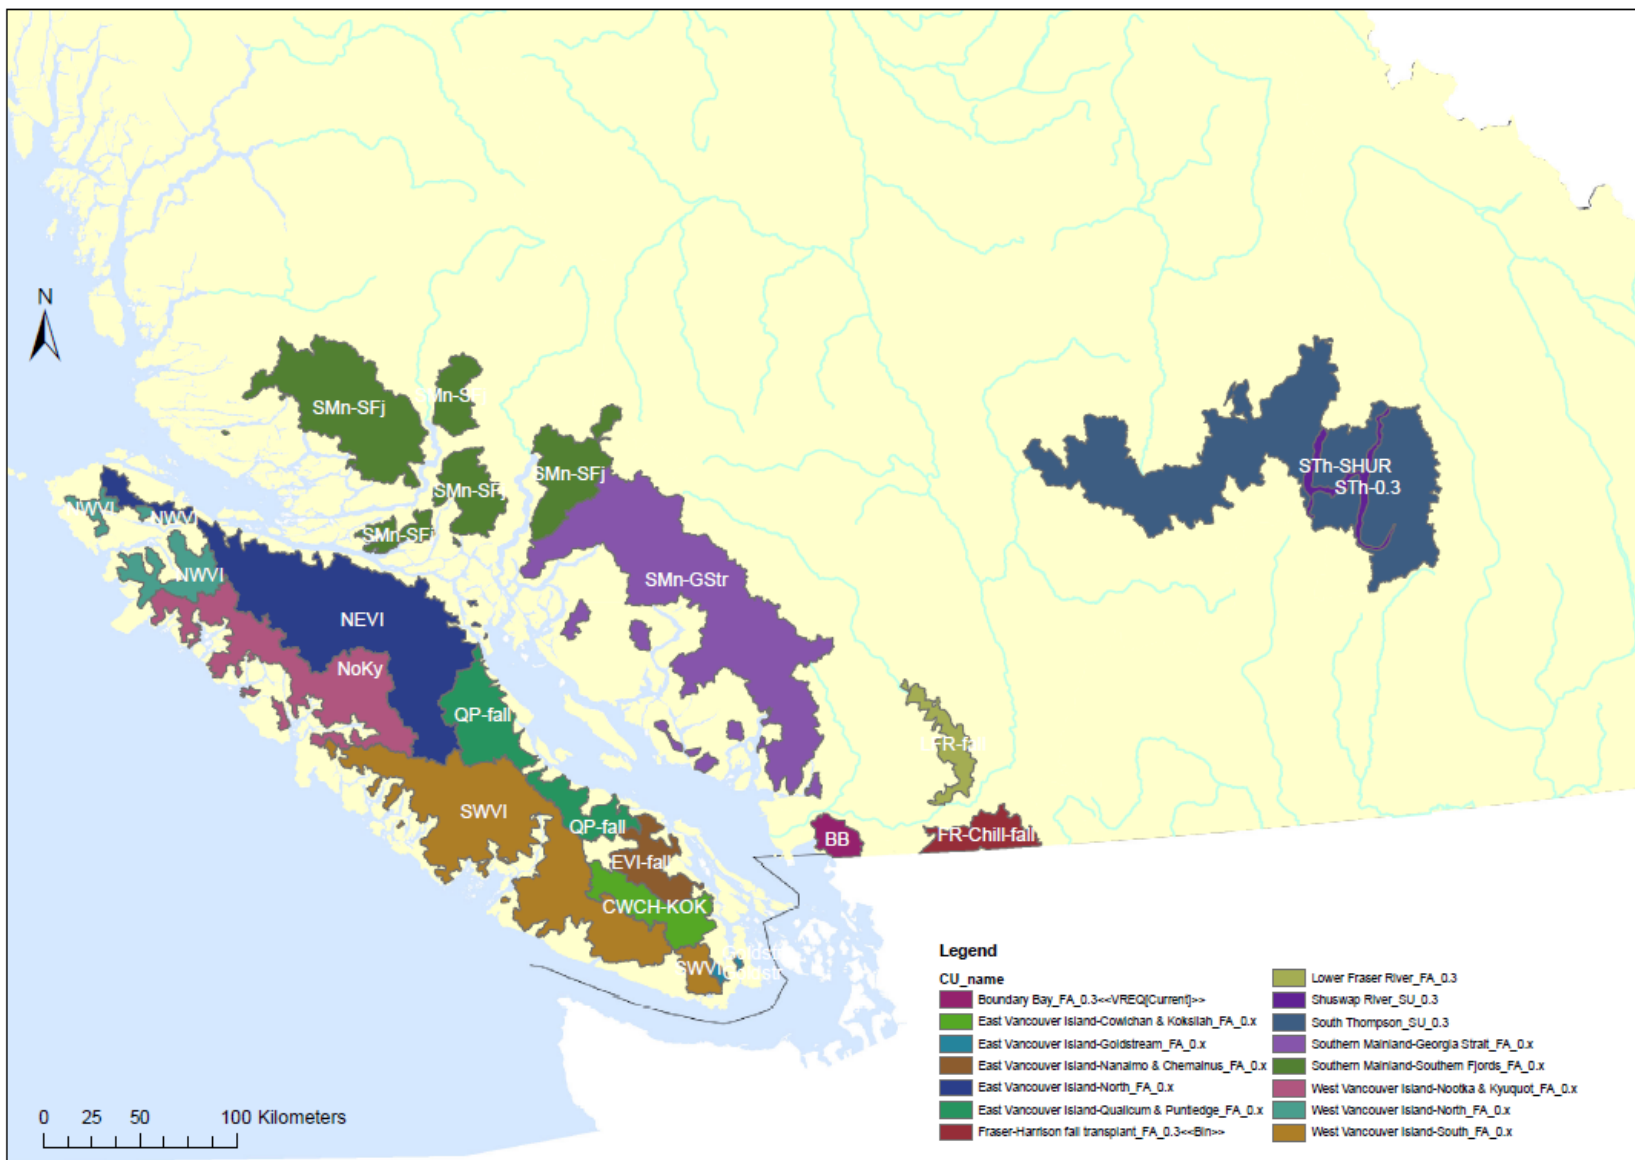 N
SMn-SFj
SMn-SFj
SMn-SFj
SMn-SFj
SMn-SFj
STh-SHUR
STh-0.3
NWVI
NWVI
NWVI
SMn-GStr
NEVI
NoKy
QP-fall
LFR-fall
SWVI
QP-fall
BB
FR-Chill-fall
EVI-fall
CWCH-KOK
SWVI
0 25 50 100 Kilometers
Legend
CU_name
Boundary Bay_FA_0.3<<VREQ[Current]>>
East Vancouver Island-Cowichan & Koksilah_FA_0.x
East Vancouver Island-Goldstream_FA_0.x
East Vancouver Island-Nanaimo & Chemainus_FA_0.x
East Vancouver Island-North_FA_0.x
East Vancouver Island-Qualicum & Puntledge_FA_0.x
Fraser-Harrison fall transplant_FA_0.3<<Bin>>
Lower Fraser River_FA_0.3
Shuswap River_SU_0.3
South Thompson_SU_0.3
Southern Mainland-Georgia Strait_FA_0.x
Southern Mainland-Southern Fjords_FA_0.x
West Vancouver Island-Nootka & Kyuquot_FA_0.x
West Vancouver Island-North_FA_0.x
West Vancouver Island-South_FA_0.x